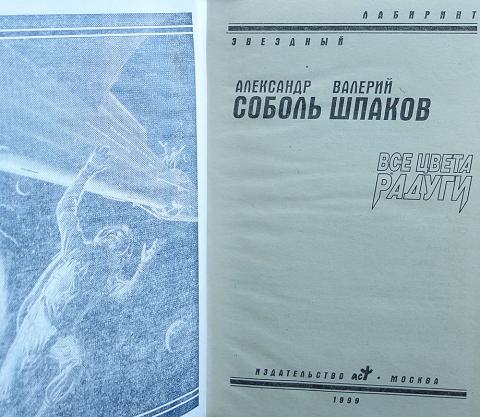 ЛАБИРИНТ
ЗВЕЗДНЫЙ
АЛЕКСАНДР ВАЛЕРИЙ
СОБОЛЬ ШПАКОВ
ВСЕ ЦВЕТА
РАДУГИ
ИЗДАТЕЛЬСТВО АСТ • МОСКВА
1999